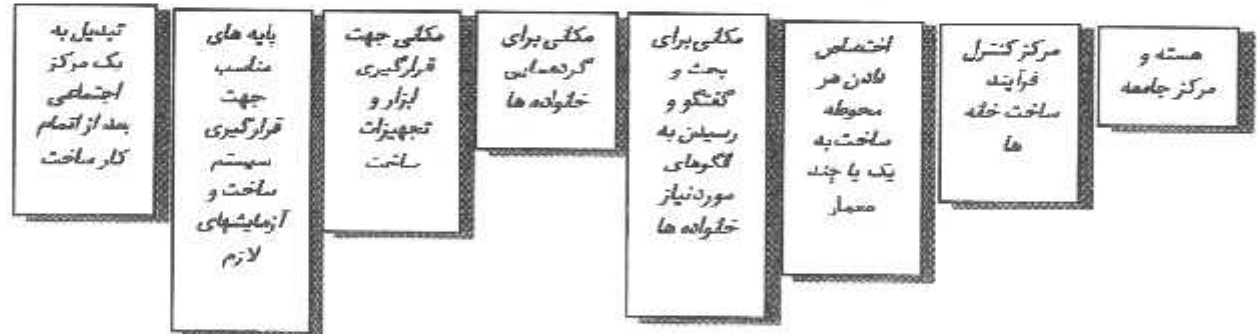 هسته و
مرکز جامعه
مرکز کنترل
فرآیند
ساخت خانه
ها
اختصاص
دادن هر
محوطه
ساخت به
یک یا چند
معمار
مکانی برای
بحث و
گفتگو و
رسیدن به
الگوهای
موردنیاز
خانواده ها
مکانی برای
گردهمایی
خانواده ها
مکانی جهت
قرارگیری
ابزار و
تجهیزات
ساخت
پایه های
مناسب
جهت
قرارگیری
سیستم
ساخت و
آزمایشهای
لازم
تبدیل به
یک مرکز
اجتماعی
بعد از اتمام
کار ساخت